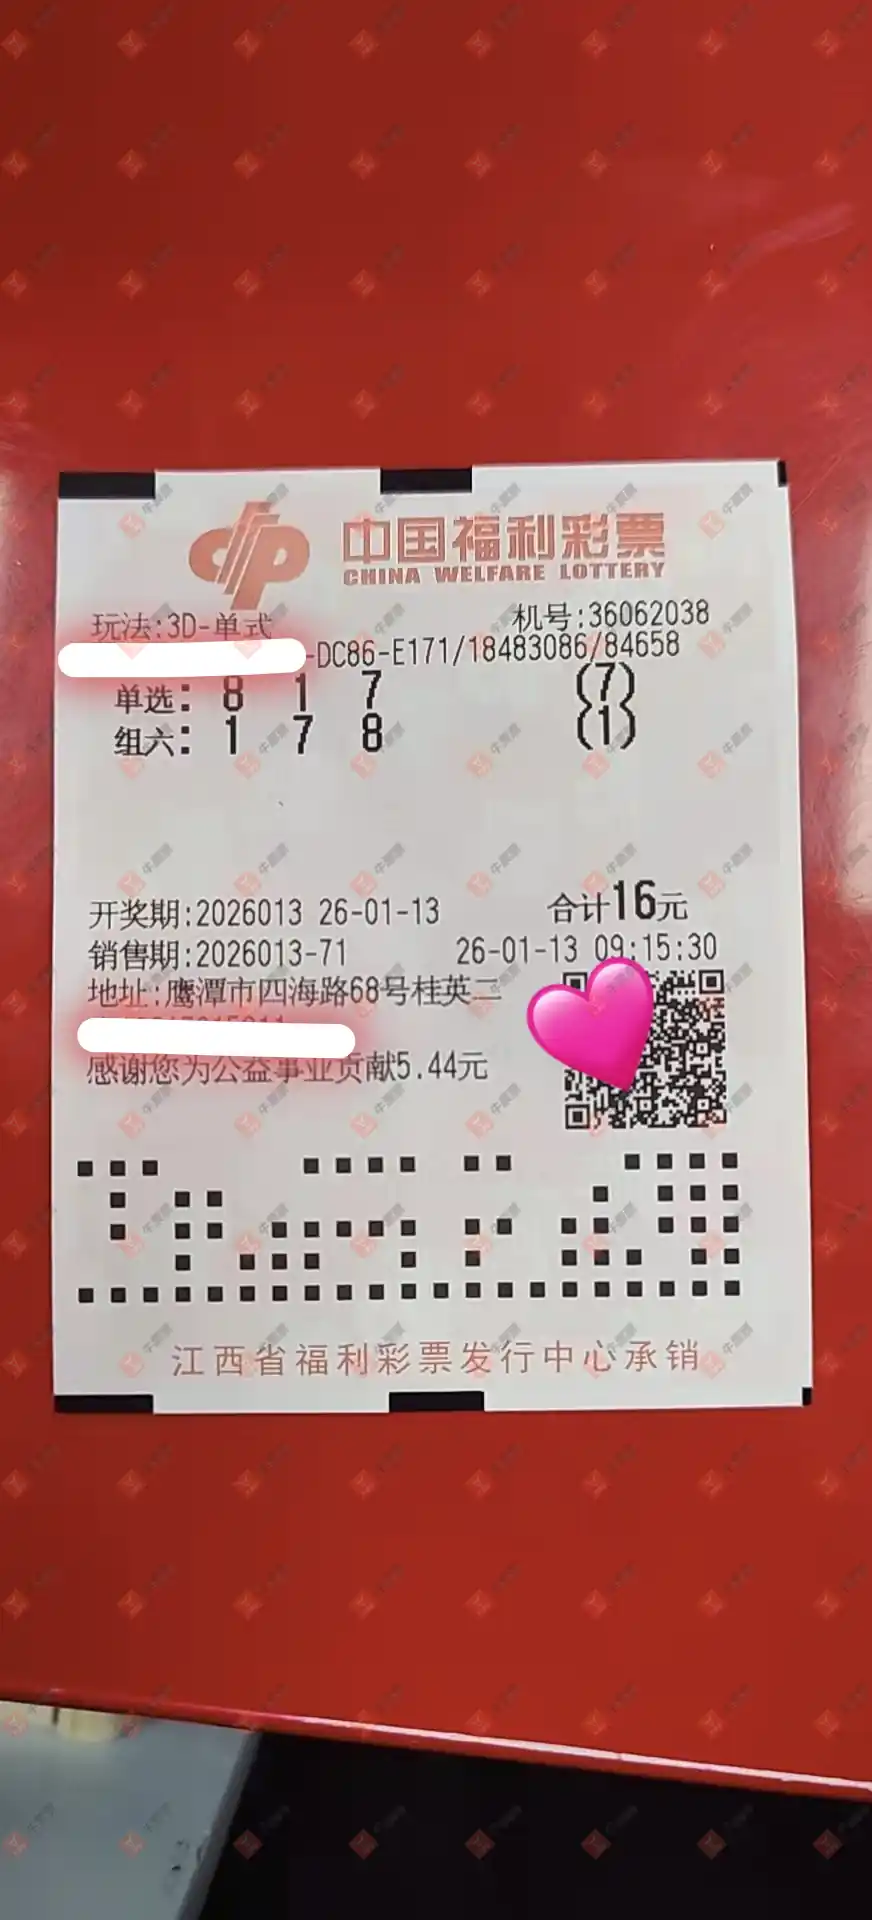 中国福利彩票
CHINA WELFARE LOTTERY
玩法:3D-单式 机号:36062038
-DC86-E171/18483086/84658
单选: 8 1 7 (7)
组六: 1 7 8 (1)
开奖期:2026013 26-01-13 合计16元
销售期:2026013-71 26-01-13 09:15:30
地址:鹰潭市四海路68号桂英二
感谢您为公益事业贡献5.44元
江西省福利彩票发行中心承销